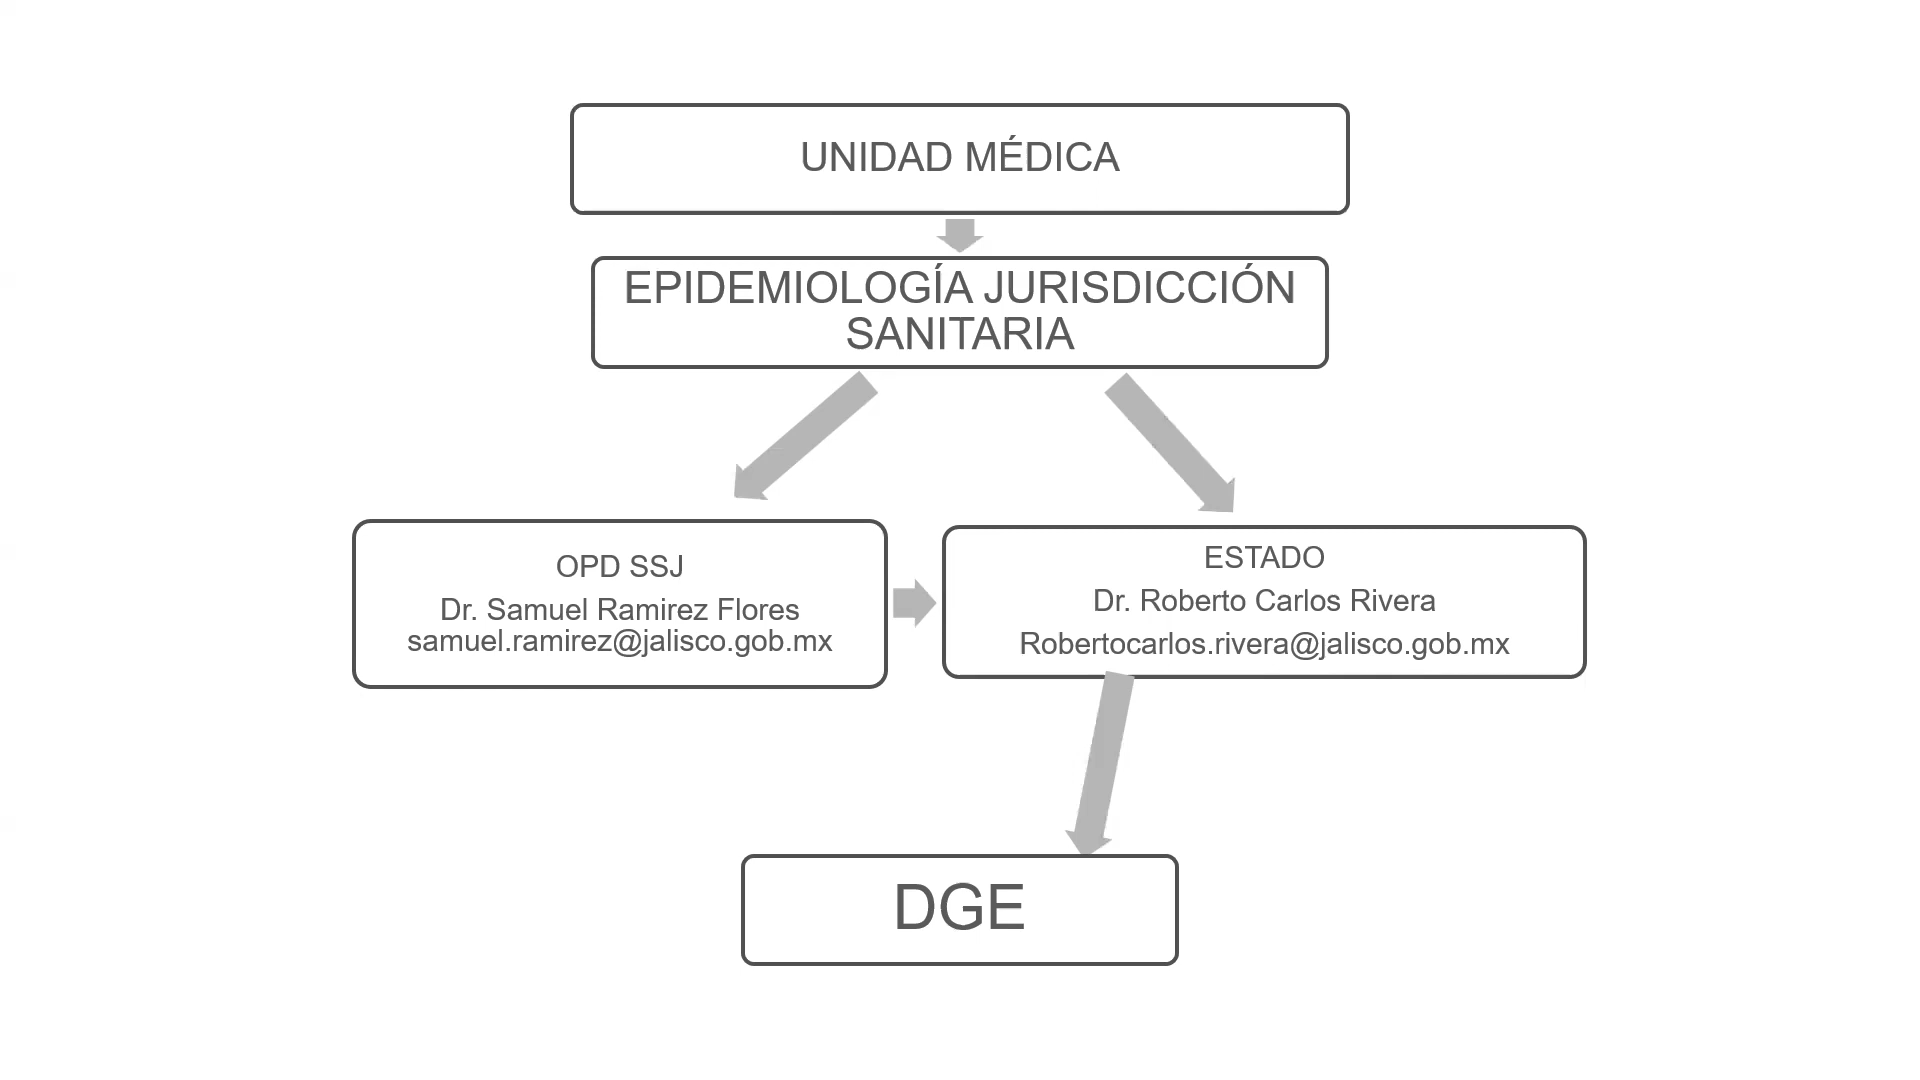 UNIDAD MÉDICA
EPIDEMIOLOGÍA JURISDICCIÓN
SANITARIA
OPD SSJ
Dr. Samuel Ramirez Flores
samuel.ramirez@jalisco.gob.mx
ESTADO
Dr. Roberto Carlos Rivera
Robertocarlos.rivera@jalisco.gob.mx
DGE